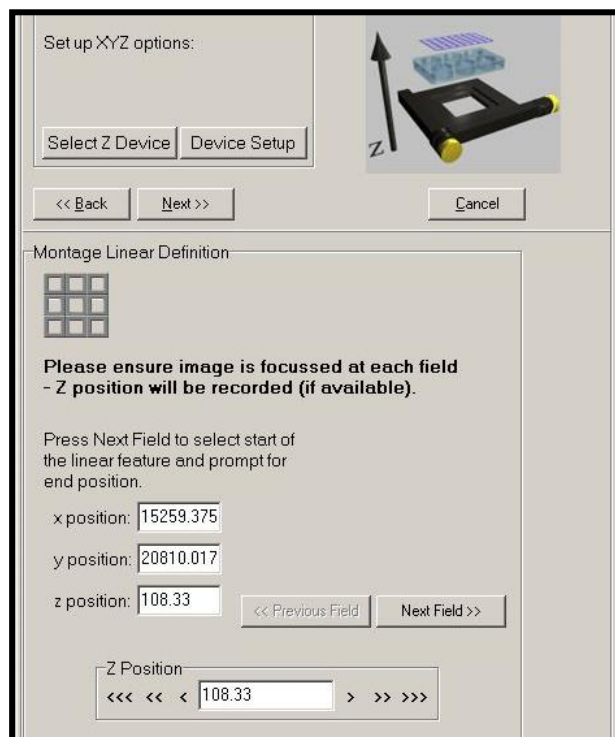 Set up XYZ options:
Select Z Device Device Setup
Z
<< Back Next >> Cancel
Montage Linear Definition
Please ensure image is focussed at each field
- Z position will be recorded (if available).
Press Next Field to select start of
the linear feature and prompt for
end position.
x position: 15259.375
y position: 20810.017
z position: 108.33
<< Previous Field Next Field >>
Z Position
<<< << < 108.33 > >> >>>